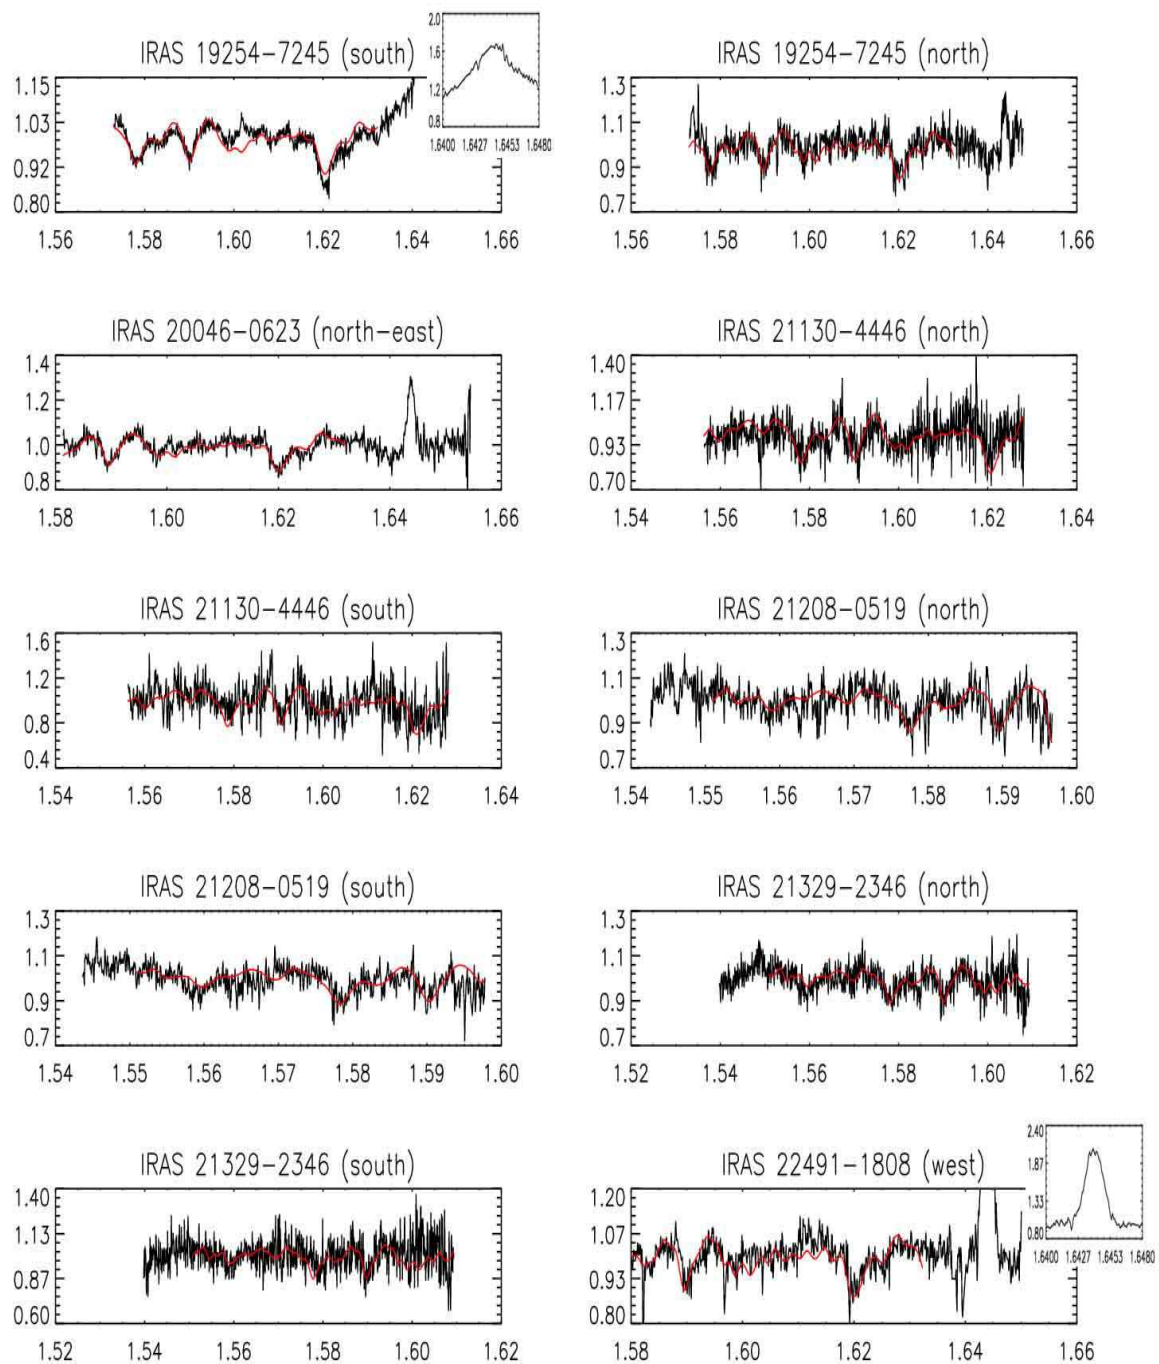 IRAS 19254-7245 (south)
2.0
1.6
1.2
0.8
1.6400 1.6427 1.6453 1.6480
1.15
1.03
0.92
0.80
1.56 1.58 1.60 1.62 1.64 1.66
IRAS 19254-7245 (north)
1.3
1.1
0.9
0.7
1.56 1.58 1.60 1.62 1.64 1.66
IRAS 20046-0623 (north-east)
1.4
1.2
1.0
0.8
1.58 1.60 1.62 1.64 1.66
IRAS 21130-4446 (north)
1.40
1.17
0.93
0.70
1.54 1.56 1.58 1.60 1.62 1.64
IRAS 21130-4446 (south)
1.6
1.2
0.8
0.4
1.54 1.56 1.58 1.60 1.62 1.64
IRAS 21208-0519 (north)
1.3
1.1
0.9
0.7
1.54 1.55 1.56 1.57 1.58 1.59 1.60
IRAS 21208-0519 (south)
1.3
1.1
0.9
0.7
1.54 1.55 1.56 1.57 1.58 1.59 1.60
IRAS 21329-2346 (north)
1.3
1.1
0.9
0.7
1.52 1.54 1.56 1.58 1.60 1.62
IRAS 21329-2346 (south)
1.40
1.13
0.87
0.60
1.52 1.54 1.56 1.58 1.60 1.62
IRAS 22491-1808 (west)
2.40
1.87
1.33
0.80
1.6400 1.6427 1.6453 1.6480
1.20
1.07
0.93
0.80
1.58 1.60 1.62 1.64 1.66